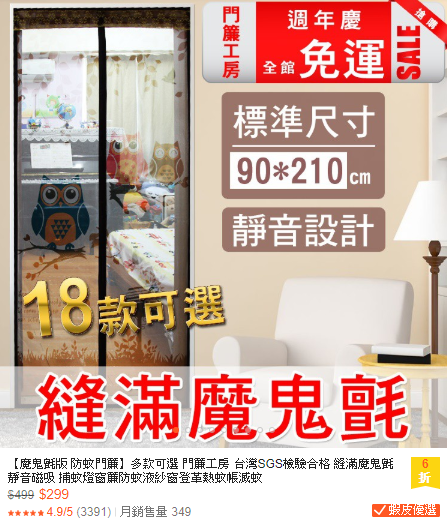 門簾工房
週年慶
全館免運
SALE
搶購
標準尺寸
90*210cm
靜音設計
18款可選
縫滿魔鬼氈
【魔鬼氈版 防蚊門簾】多款可選 門簾工房 台灣SGS檢驗合格 縫滿魔鬼氈
靜音磁吸 捕蚊燈窗簾防蚊液紗窗登革熱蚊帳滅蚊
6折
$499 $299
4.9/5 (3391) 月銷售量 349
蝦皮優選